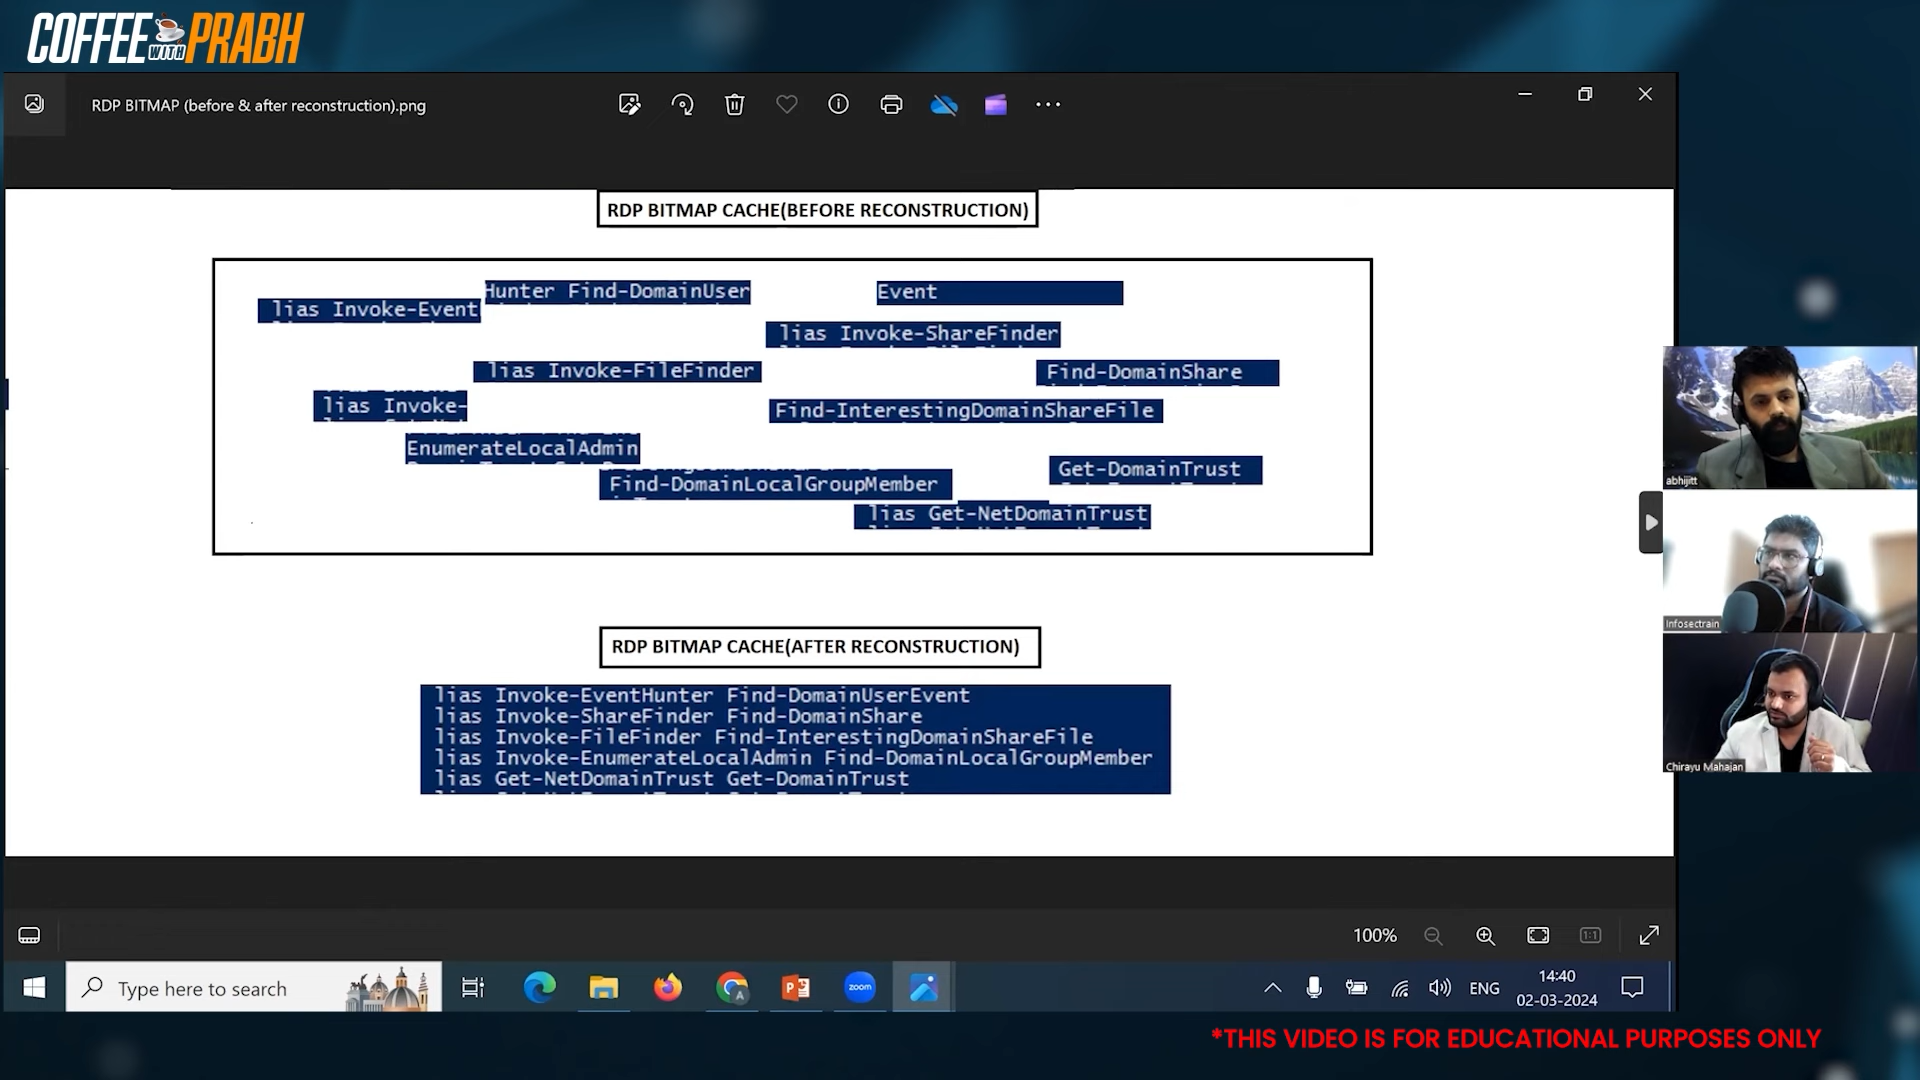 COFFEE WITH PRABH
RDP BITMAP (before & after reconstruction).png
RDP BITMAP CACHE(BEFORE RECONSTRUCTION)
Hunter Find-DomainUser
Event
lias Invoke-Event
lias Invoke-ShareFinder
lias Invoke-FileFinder
Find-DomainShare
lias Invoke-
Find-InterestingDomainShareFile
EnumerateLocalAdmin
Get-DomainTrust
Find-DomainLocalGroupMember
lias Get-NetDomainTrust
RDP BITMAP CACHE(AFTER RECONSTRUCTION)
lias Invoke-EventHunter Find-DomainUserEvent
lias Invoke-ShareFinder Find-DomainShare
lias Invoke-FileFinder Find-InterestingDomainShareFile
lias Invoke-EnumerateLocalAdmin Find-DomainLocalGroupMember
lias Get-NetDomainTrust Get-DomainTrust
abhijitt
Infosectrain
Chirayu Mahajan
100%
1:1
Type here to search
A
zoom
ENG
14:40
02-03-2024
*THIS VIDEO IS FOR EDUCATIONAL PURPOSES ONLY